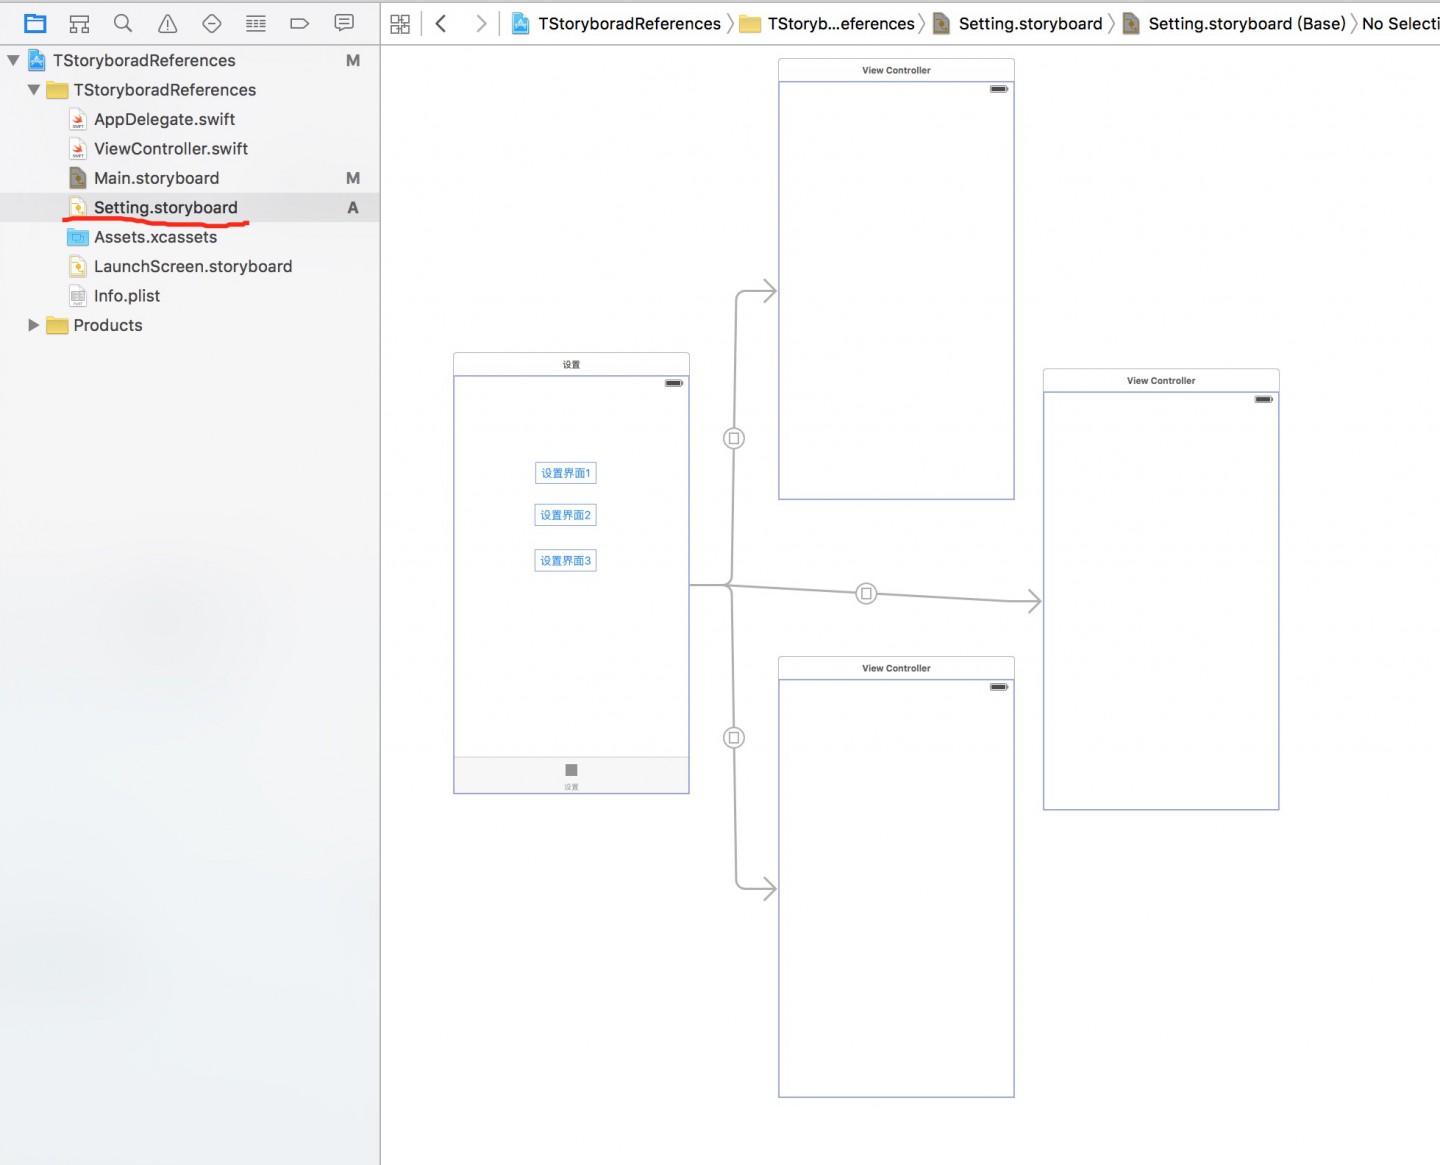 TStoryboradReferences
TStoryb...eferences
Setting.storyboard
Setting.storyboard (Base)
No Selecti
TStoryboradReferences M
TStoryboradReferences
AppDelegate.swift
ViewController.swift
Main.storyboard M
Setting.storyboard A
Assets.xcassets
LaunchScreen.storyboard
Info.plist
Products
View Controller
设置
设置界面1
设置界面2
设置界面3
设置
View Controller
View Controller